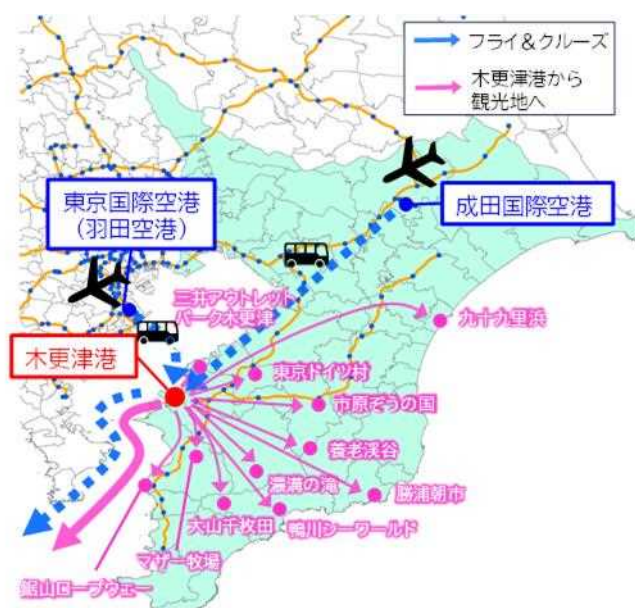 フライ&クルーズ
木更津港から
観光地へ
東京国際空港
(羽田空港)
成田国際空港
三井アウトレット
パーク木更津
九十九里浜
木更津港
東京ドイツ村
市原ぞうの国
養老渓谷
濃溝の滝
勝浦朝市
大山千枚田
鴨川シーワールド
マザー牧場
鋸山ロープウェー